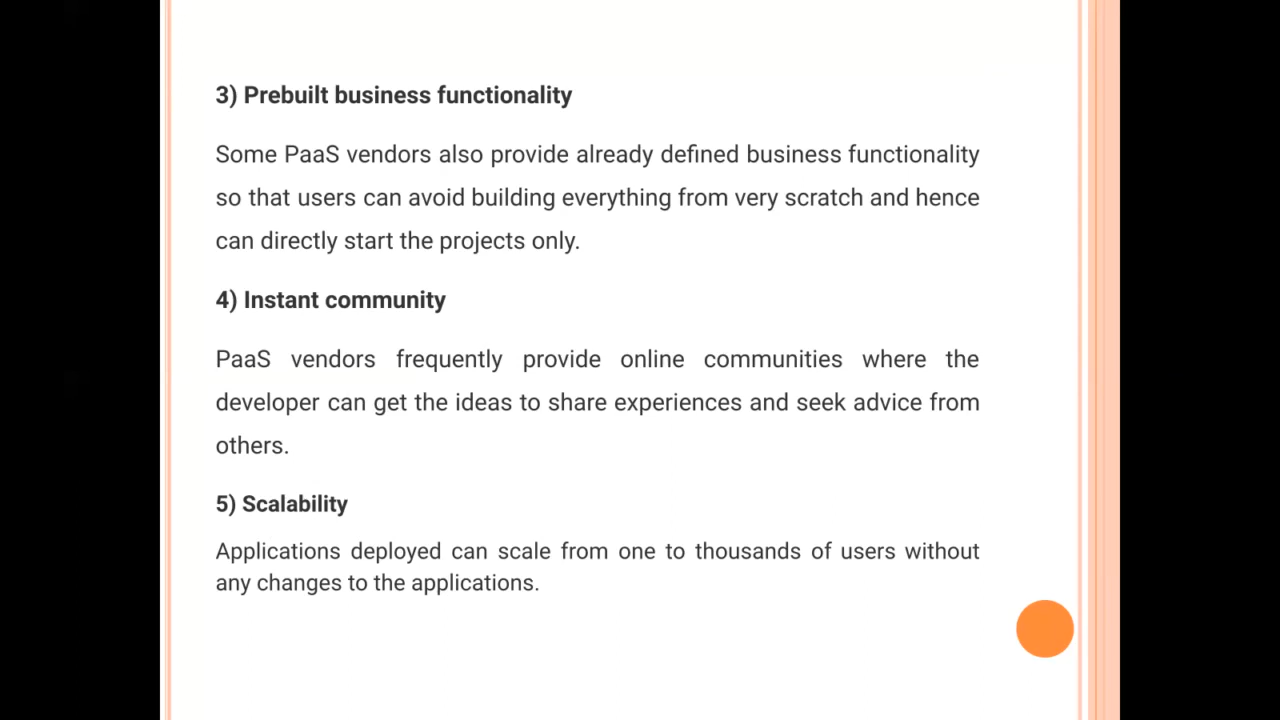 3) Prebuilt business functionality
Some PaaS vendors also provide already defined business functionality
so that users can avoid building everything from very scratch and hence
can directly start the projects only.
4) Instant community
PaaS vendors frequently provide online communities where the
developer can get the ideas to share experiences and seek advice from
others.
5) Scalability
Applications deployed can scale from one to thousands of users without
any changes to the applications.